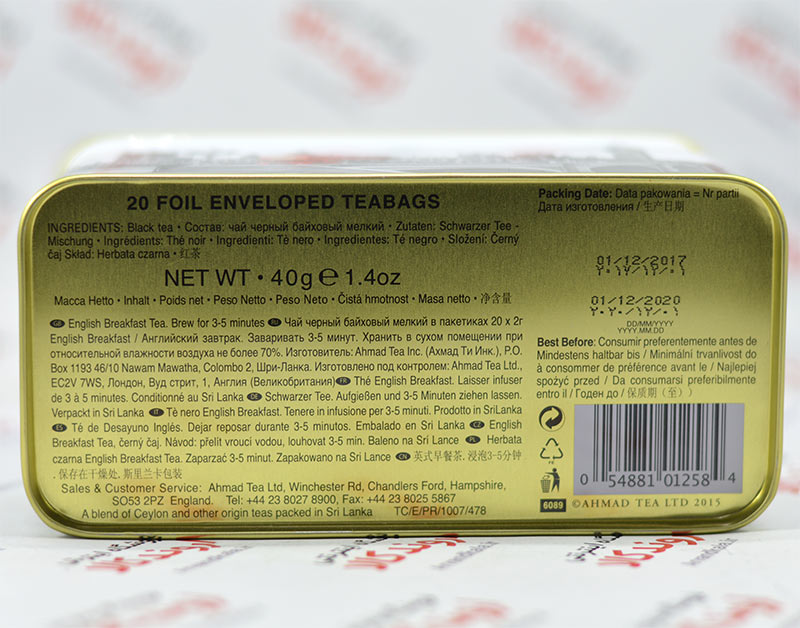 20 FOIL ENVELOPED TEABAGS
INGREDIENTS: Black tea • Состав: чай черный байховый мелкий • Zutaten: Schwarzer Tee -
Mischung • Ingrédients: Thé noir • Ingredienti: Tè nero • Ingredientes: Té negro • Složení: Černý
čaj Skład: Herbata czarna • 红茶
NET WT • 40g ℮ 1.4oz
Масса Нетто • Inhalt • Poids net • Peso Netto • Peso Neto • Čistá hmotnost • Masa netto • 净含量
GB English Breakfast Tea. Brew for 3-5 minutes RU Чай черный байховый мелкий в пакетиках 20 x 2г
English Breakfast / Английский завтрак. Заваривать 3-5 минут. Хранить в сухом помещении при
относительной влажности воздуха не более 70%. Изготовитель: Ahmad Tea Inc. (Ахмад Ти Инк.), P.O.
Box 1193 46/10 Nawam Mawatha, Colombo 2, Шри-Ланка. Изготовлено под контролем: Ahmad Tea Ltd.,
EC2V 7WS, Лондон, Вуд стрит, 1, Англия (Великобритания) FR Thé English Breakfast. Laisser infuser
de 3 à 5 minutes. Conditionné au Sri Lanka DE Schwarzer Tee. Aufgießen und 3-5 Minuten ziehen lassen.
Verpackt in Sri Lanka IT Tè nero English Breakfast. Tenere in infusione per 3-5 minuti. Prodotto in SriLanka
ES Té de Desayuno Inglés. Dejar reposar durante 3-5 minutos. Embalado en Sri Lanka CZ English
Breakfast Tea, černý čaj. Návod: přelít vroucí vodou, louhovat 3-5 min. Baleno na Srí Lance PL Herbata
czarna English Breakfast Tea. Zaparzać 3-5 minut. Zapakowano na Sri Lance CN 英式早餐茶. 浸泡3-5分钟
.保存在干燥处. 斯里兰卡包装
Sales & Customer Service: Ahmad Tea Ltd, Winchester Rd, Chandlers Ford, Hampshire,
SO53 2PZ England. Tel: +44 23 8027 8900, Fax: +44 23 8025 5867
A blend of Ceylon and other origin teas packed in Sri Lanka TC/E/PR/1007/478
Packing Date: Data pakowania = Nr partii
Дата изготовления / 生产日期
01/12/2017
٢٠١٧/١٢/٠١
01/12/2020
٢٠٢٠/١٢/٠١
DD/MM/YYYY
YYYY.MM.DD
Best Before: Consumir preferentemente antes de
Mindestens haltbar bis / Minimální trvanlivost do
à consommer de préférence avant le / Najlepiej
spożyć przed / Da consumarsi preferibilmente
entro il / Годен до / 保质期（至）)
0 54881 01258 4
6089 ©AHMAD TEA LTD 2015